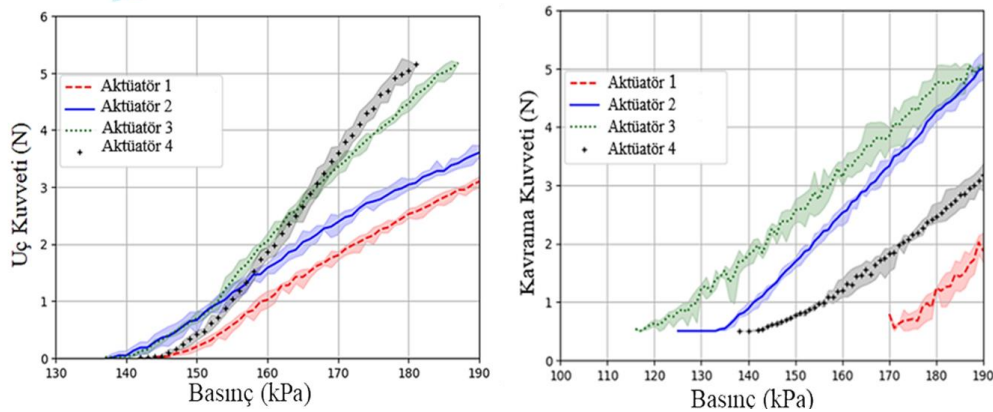 6
5
4
3
2
1
0
Uç Kuvveti (N)
Aktüatör 1
Aktüatör 2
Aktüatör 3
Aktüatör 4
130 140 150 160 170 180 190
Basınç (kPa)
6
5
4
3
2
1
0
Kavrama Kuvveti (N)
Aktüatör 1
Aktüatör 2
Aktüatör 3
Aktüatör 4
100 110 120 130 140 150 160 170 180 190
Basınç (kPa)